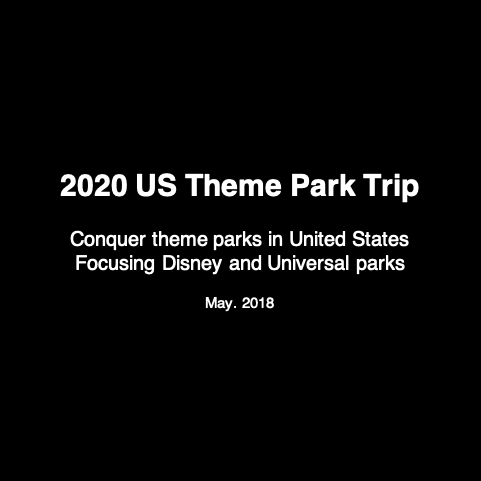 2020 US Theme Park Trip
Conquer theme parks in United States
Focusing Disney and Universal parks
May. 2018